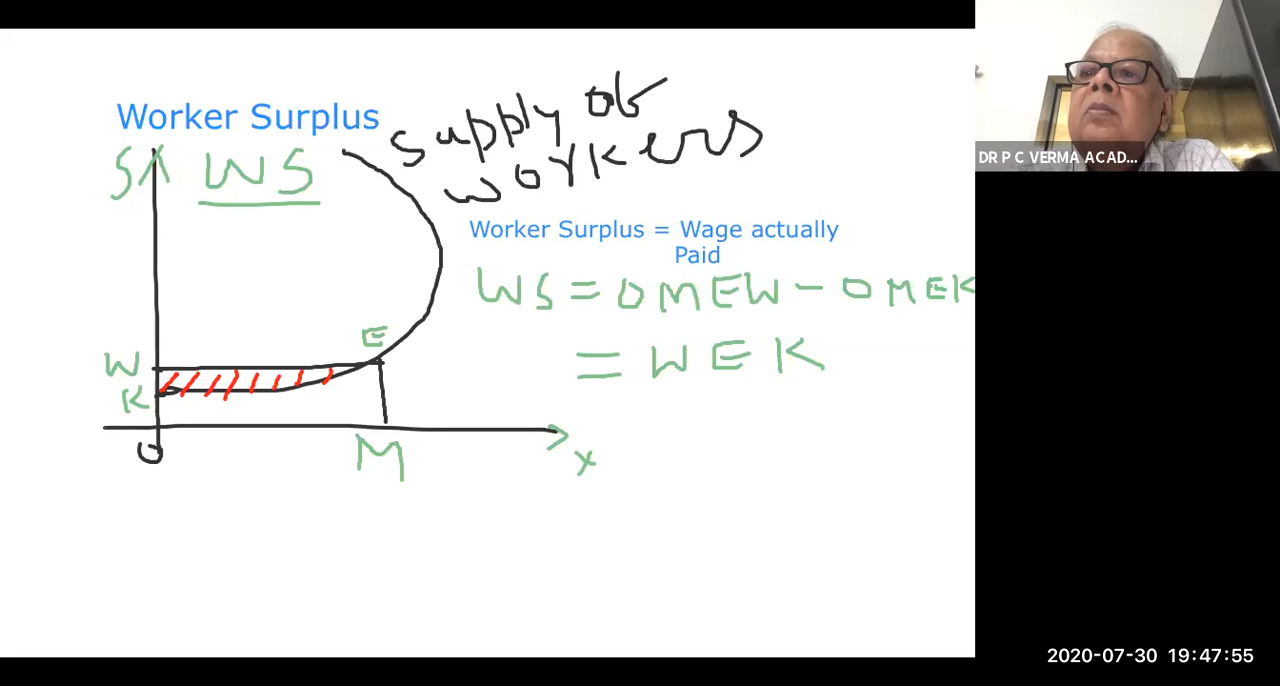 Worker Surplus
supply of
workers
WS
Worker Surplus = Wage actually
Paid
WS = OMEW - OMEK
= WEK
E
W
K
O
M
x
DR P C VERMA ACAD...
2020-07-30 19:47:55